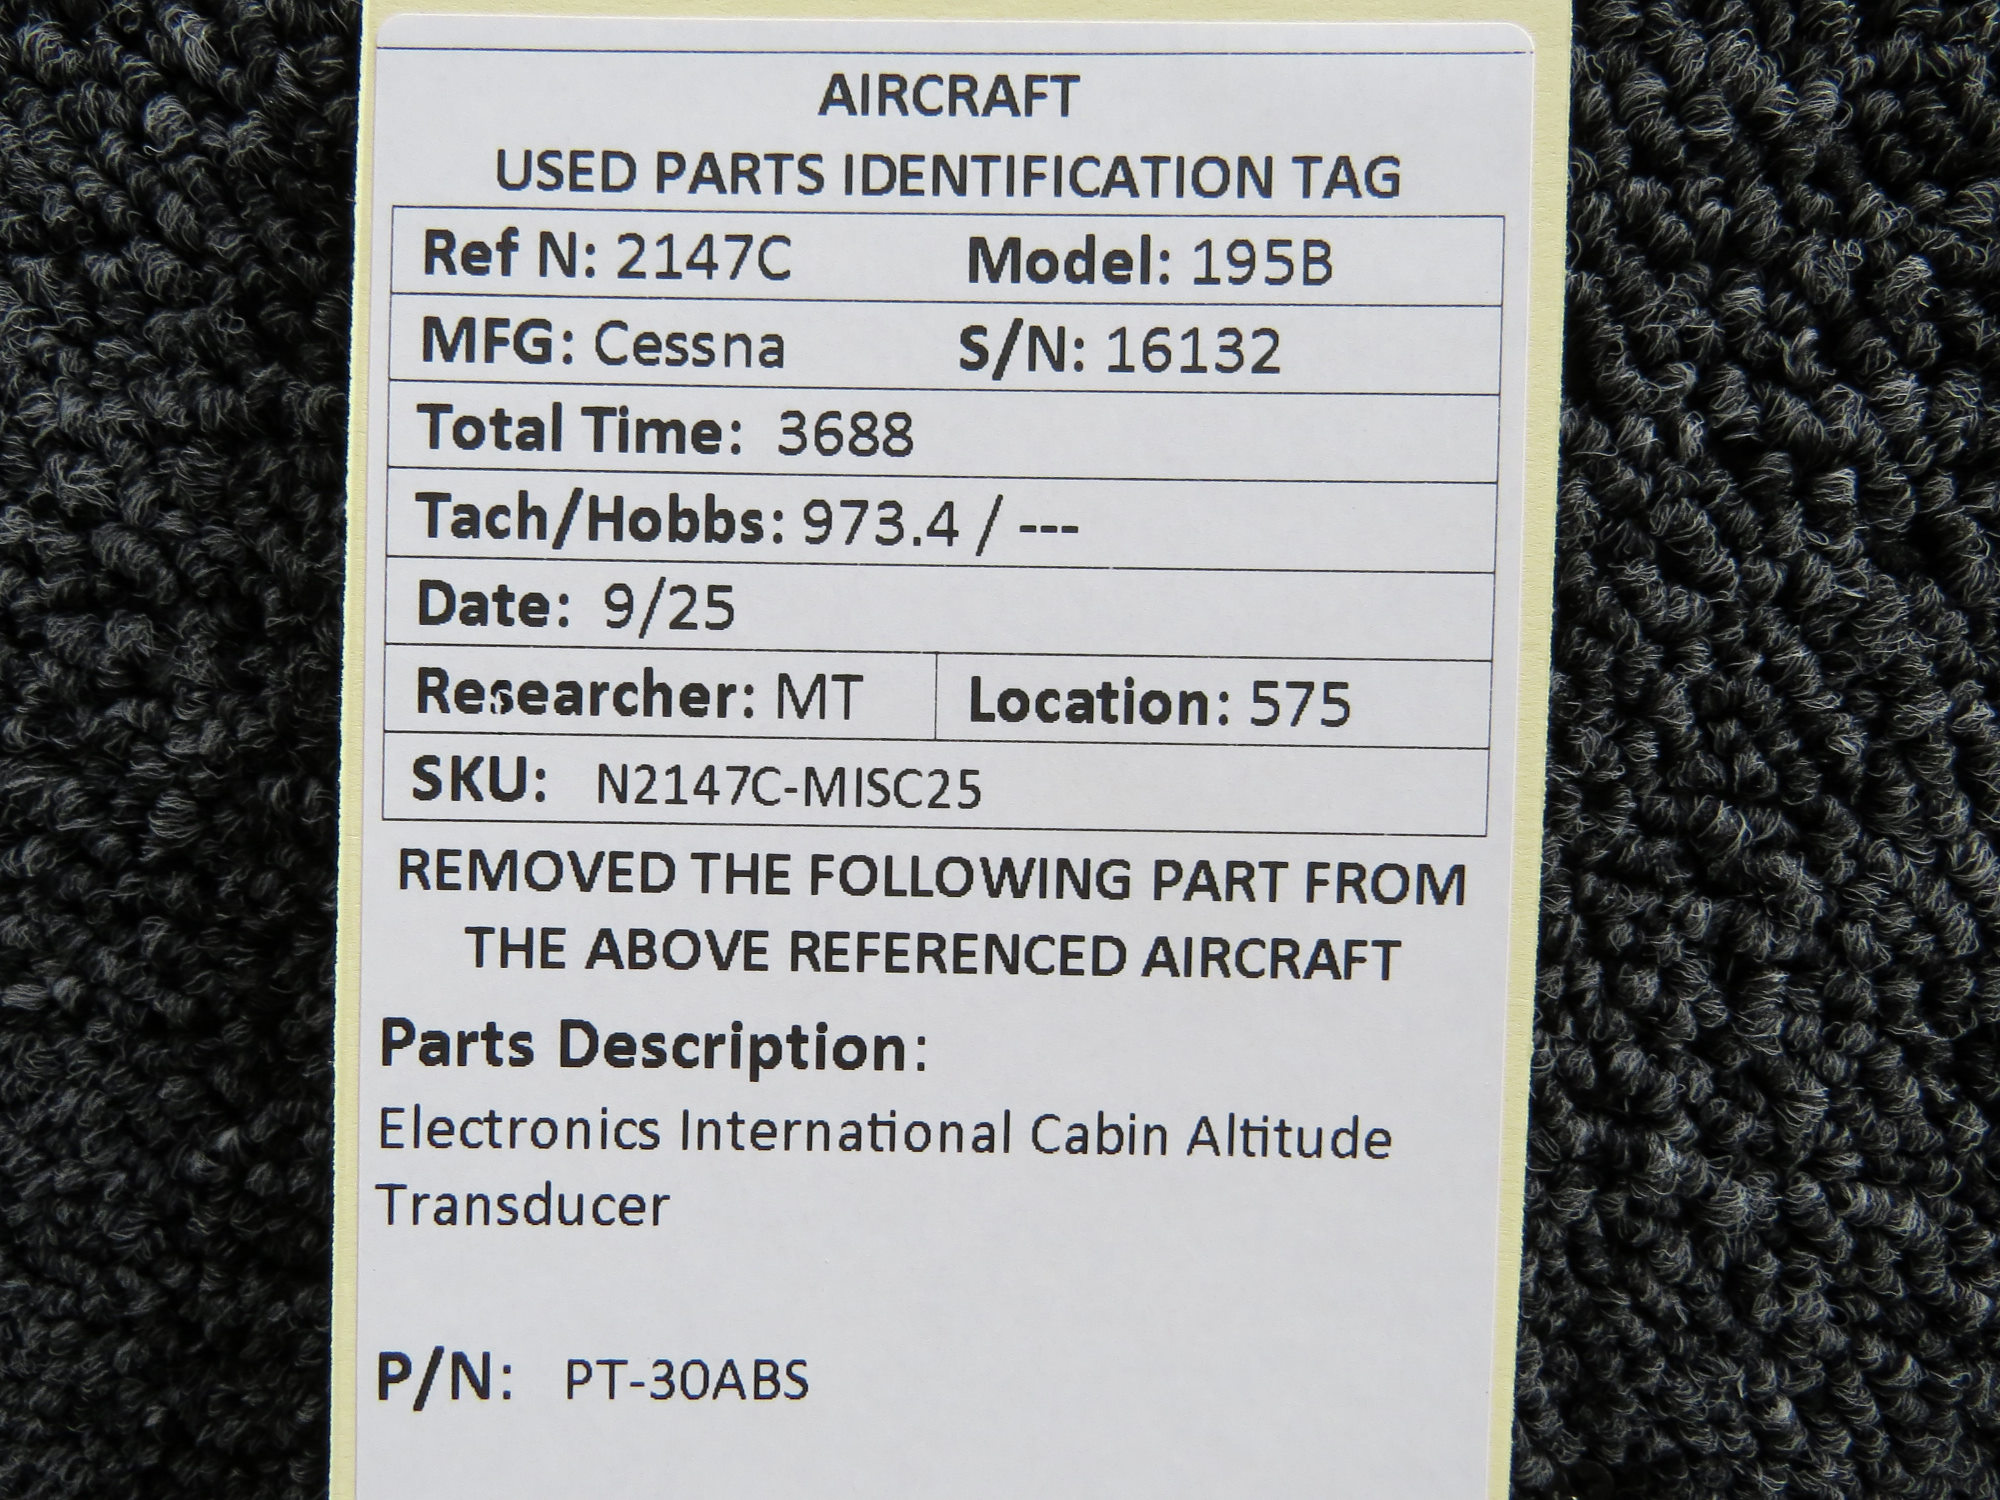 AIRCRAFT
USED PARTS IDENTIFICATION TAG
Ref N: 2147C Model: 195B
MFG: Cessna S/N: 16132
Total Time: 3688
Tach/Hobbs: 973.4 / ---
Date: 9/25
Researcher: MT Location: 575
SKU: N2147C-MISC25
REMOVED THE FOLLOWING PART FROM
THE ABOVE REFERENCED AIRCRAFT
Parts Description:
Electronics International Cabin Altitude
Transducer
P/N: PT-30ABS